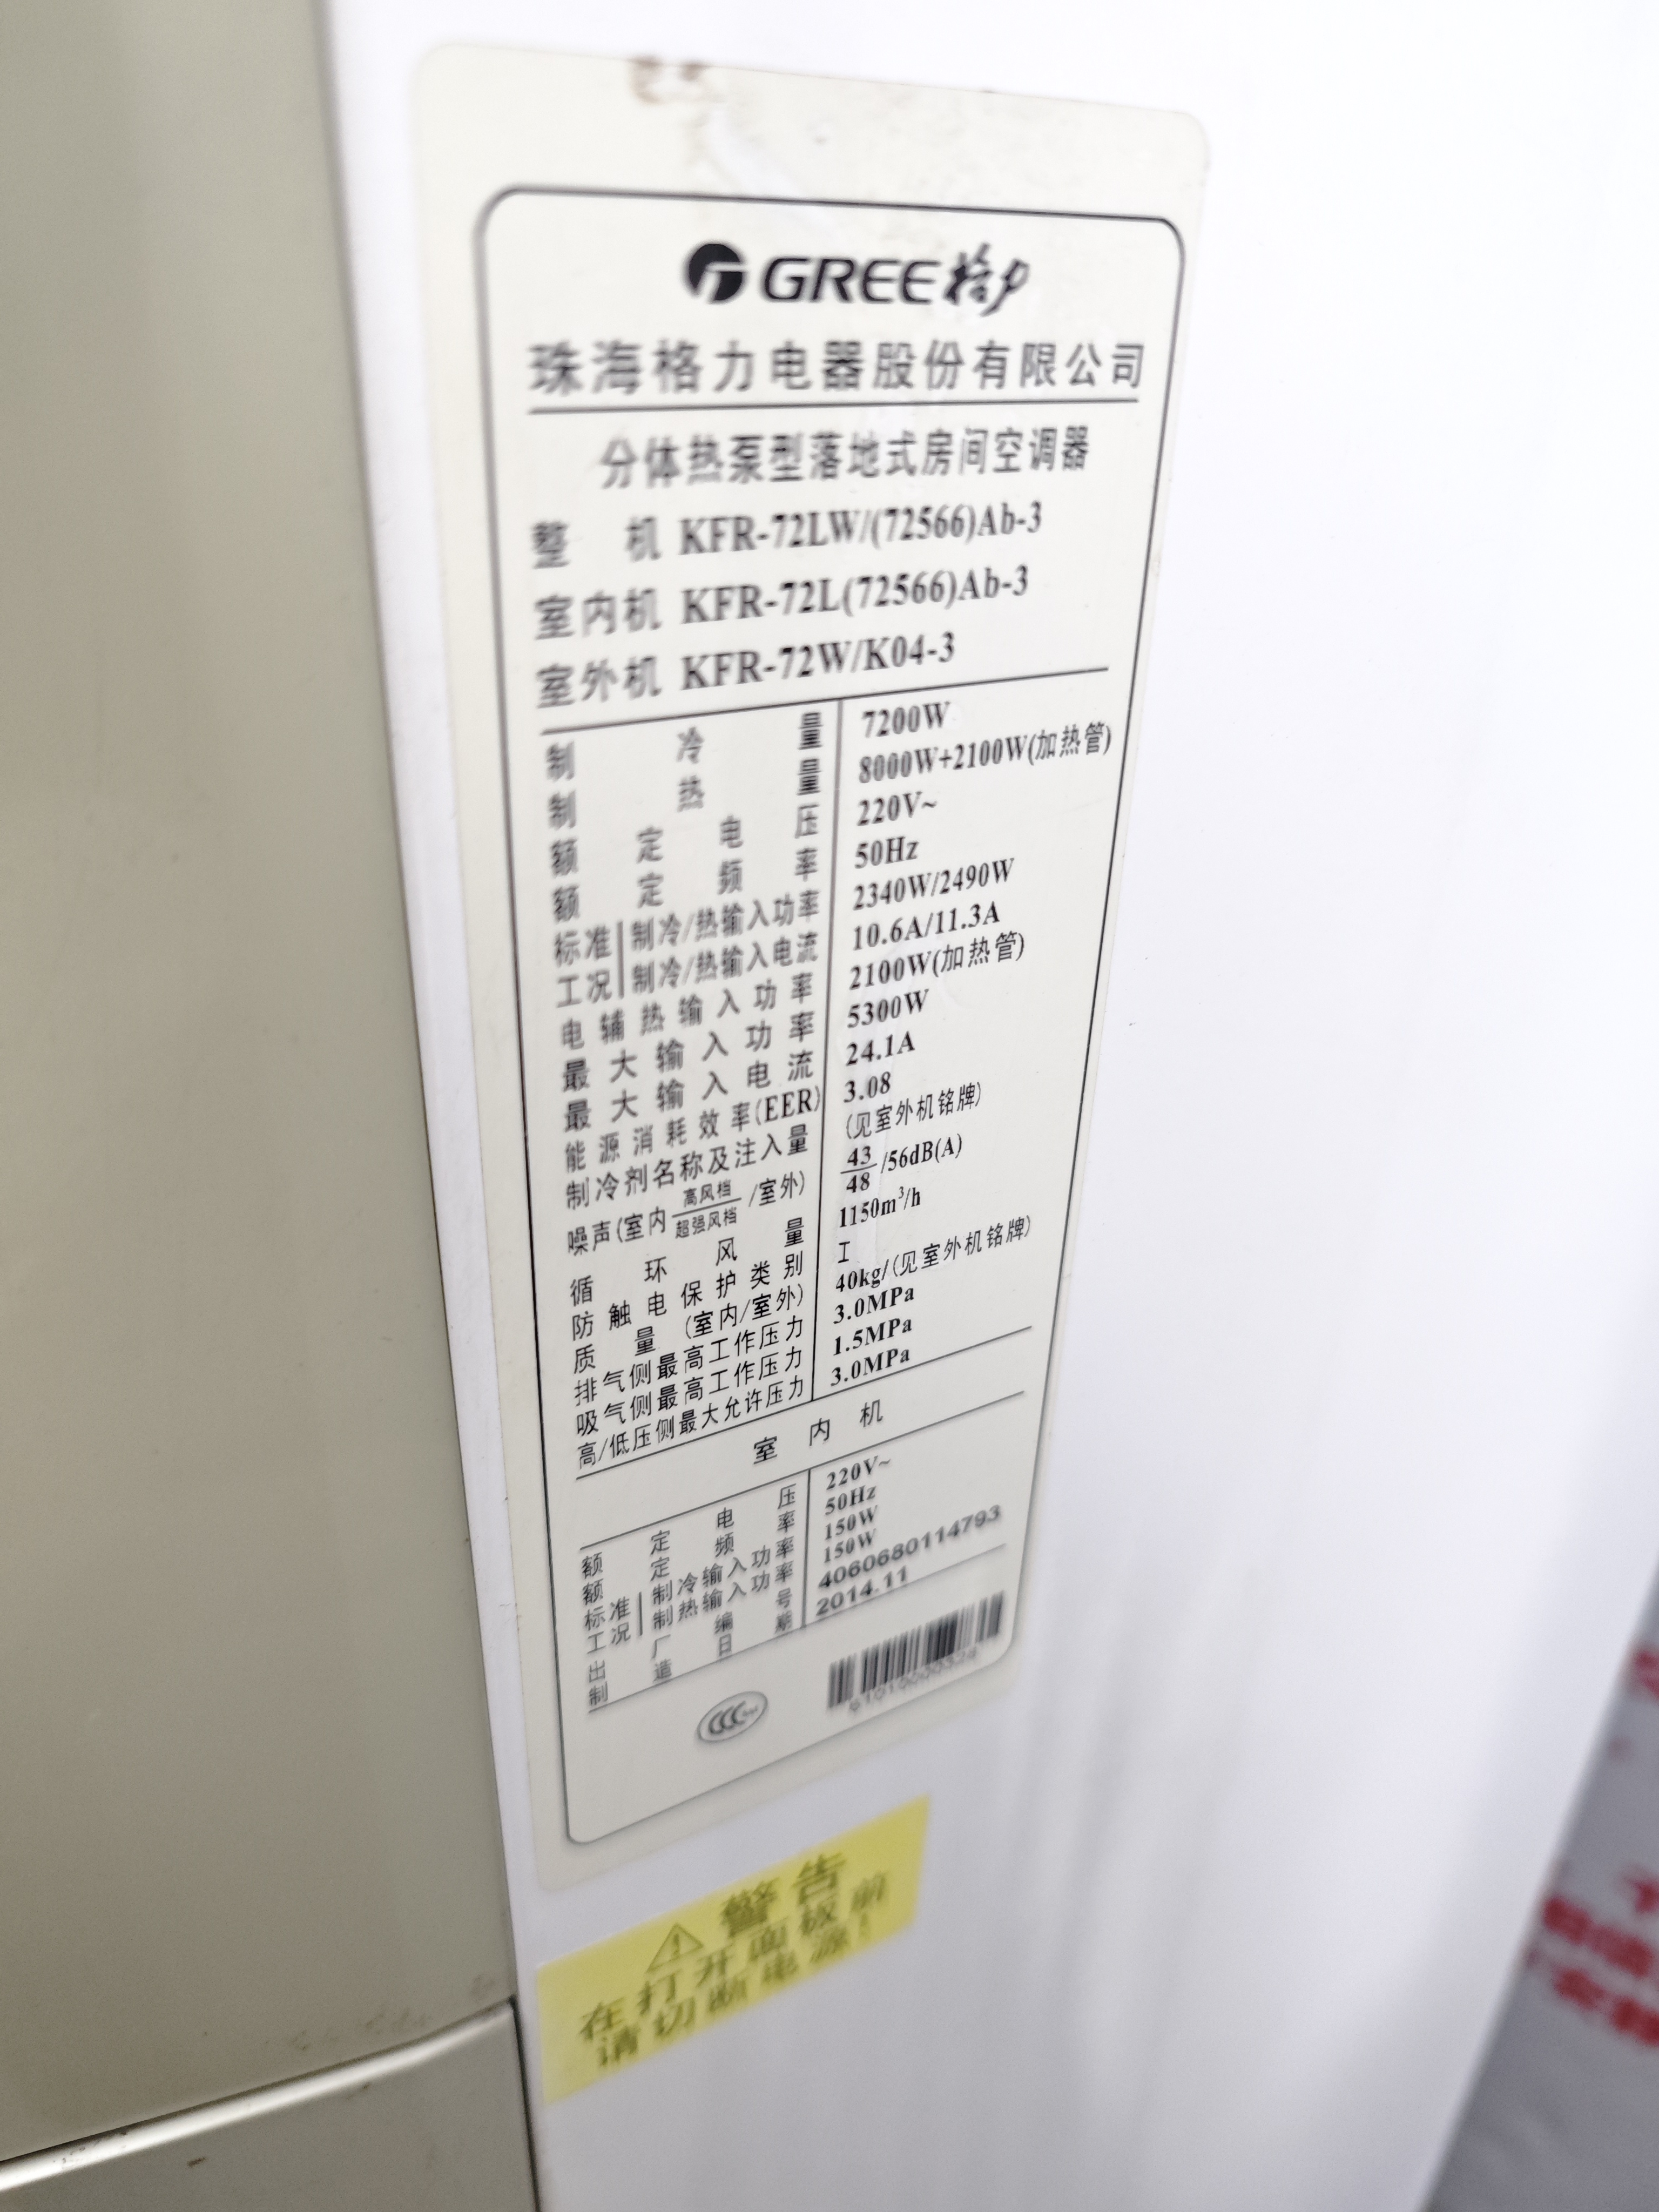 GREE格力
珠海格力电器股份有限公司
分体热泵型落地式房间空调器
整 机 KFR-72LW/(72566)Ab-3
室内机 KFR-72L(72566)Ab-3
室外机 KFR-72W/K04-3
制冷量 7200W
制热量 8000W+2100W(加热管)
额定电压 220V~
额定频率 50Hz
标准工况 制冷/热输入功率 2340W/2490W
制冷/热输入电流 10.6A/11.3A
电辅热输入功率 2100W(加热管)
最大输入功率 5300W
最大输入电流 24.1A
能源消耗效率(EER) 3.08
制冷剂名称及注入量 (见室外机铭牌)
噪声(室内高风档/超强风档/室外) 43/48/56dB(A)
循环风量 1150m³/h
防触电保护类别 I
质量(室内/室外) 40kg/(见室外机铭牌)
排气侧最高工作压力 3.0MPa
吸气侧最高工作压力 1.5MPa
高/低压侧最大允许压力 3.0MPa
室内机
额定电压 220V~
额定频率 50Hz
标准工况 制冷输入功率 150W
制热输入功率 150W
出厂编号 4060680114793
制造日期 2014.11
CCC
警告
在打开面板前
请切断电源！